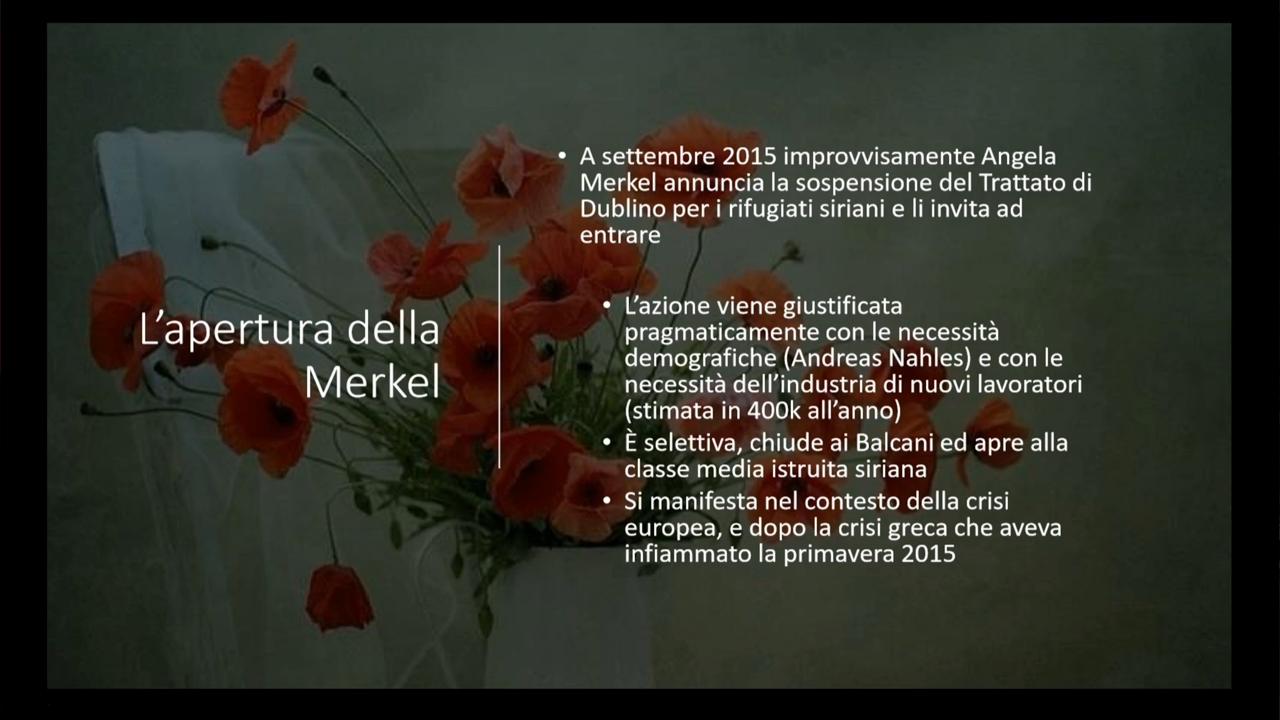 L’apertura della
Merkel
• A settembre 2015 improvvisamente Angela
Merkel annuncia la sospensione del Trattato di
Dublino per i rifugiati siriani e li invita ad
entrare
• L’azione viene giustificata
pragmaticamente con le necessità
demografiche (Andreas Nahles) e con le
necessità dell’industria di nuovi lavoratori
(stimata in 400k all’anno)
• È selettiva, chiude ai Balcani ed apre alla
classe media istruita siriana
• Si manifesta nel contesto della crisi
europea, e dopo la crisi greca che aveva
infiammato la primavera 2015